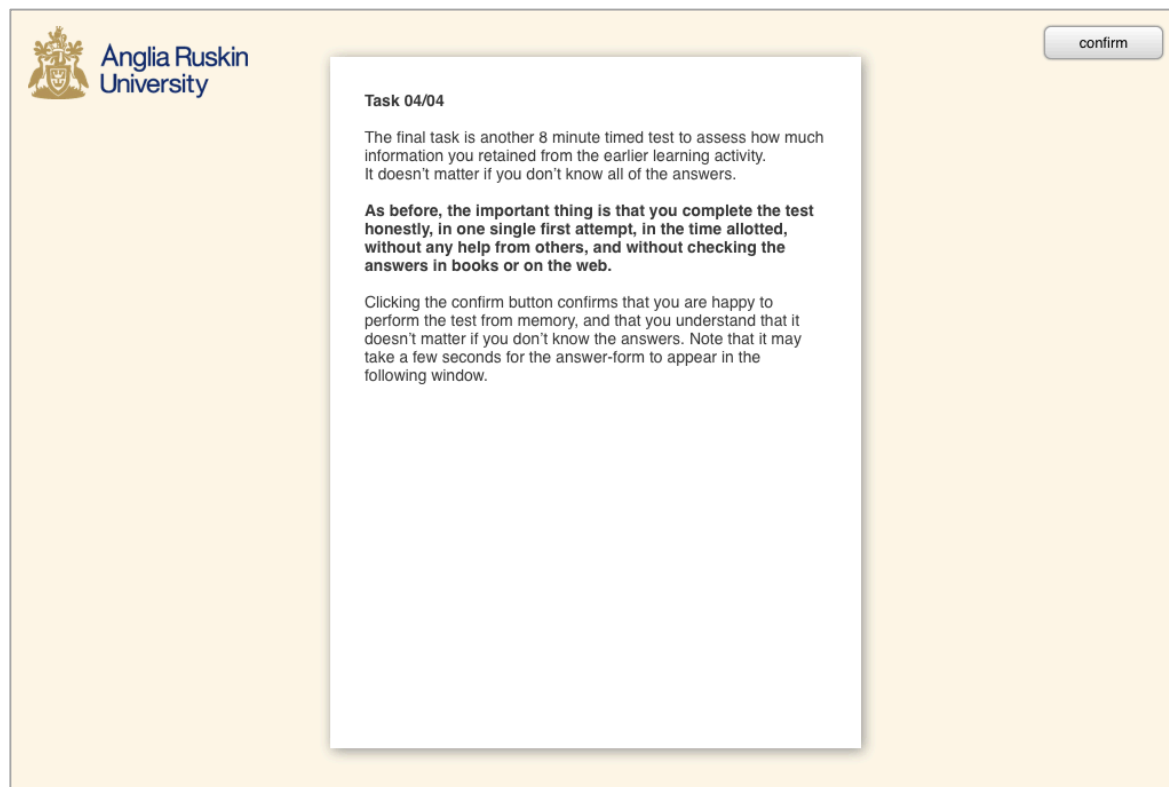 Anglia Ruskin
University
confirm
Task 04/04
The final task is another 8 minute timed test to assess how much
information you retained from the earlier learning activity.
It doesn’t matter if you don’t know all of the answers.
As before, the important thing is that you complete the test
honestly, in one single first attempt, in the time allotted,
without any help from others, and without checking the
answers in books or on the web.
Clicking the confirm button confirms that you are happy to
perform the test from memory, and that you understand that it
doesn’t matter if you don’t know the answers. Note that it may
take a few seconds for the answer-form to appear in the
following window.